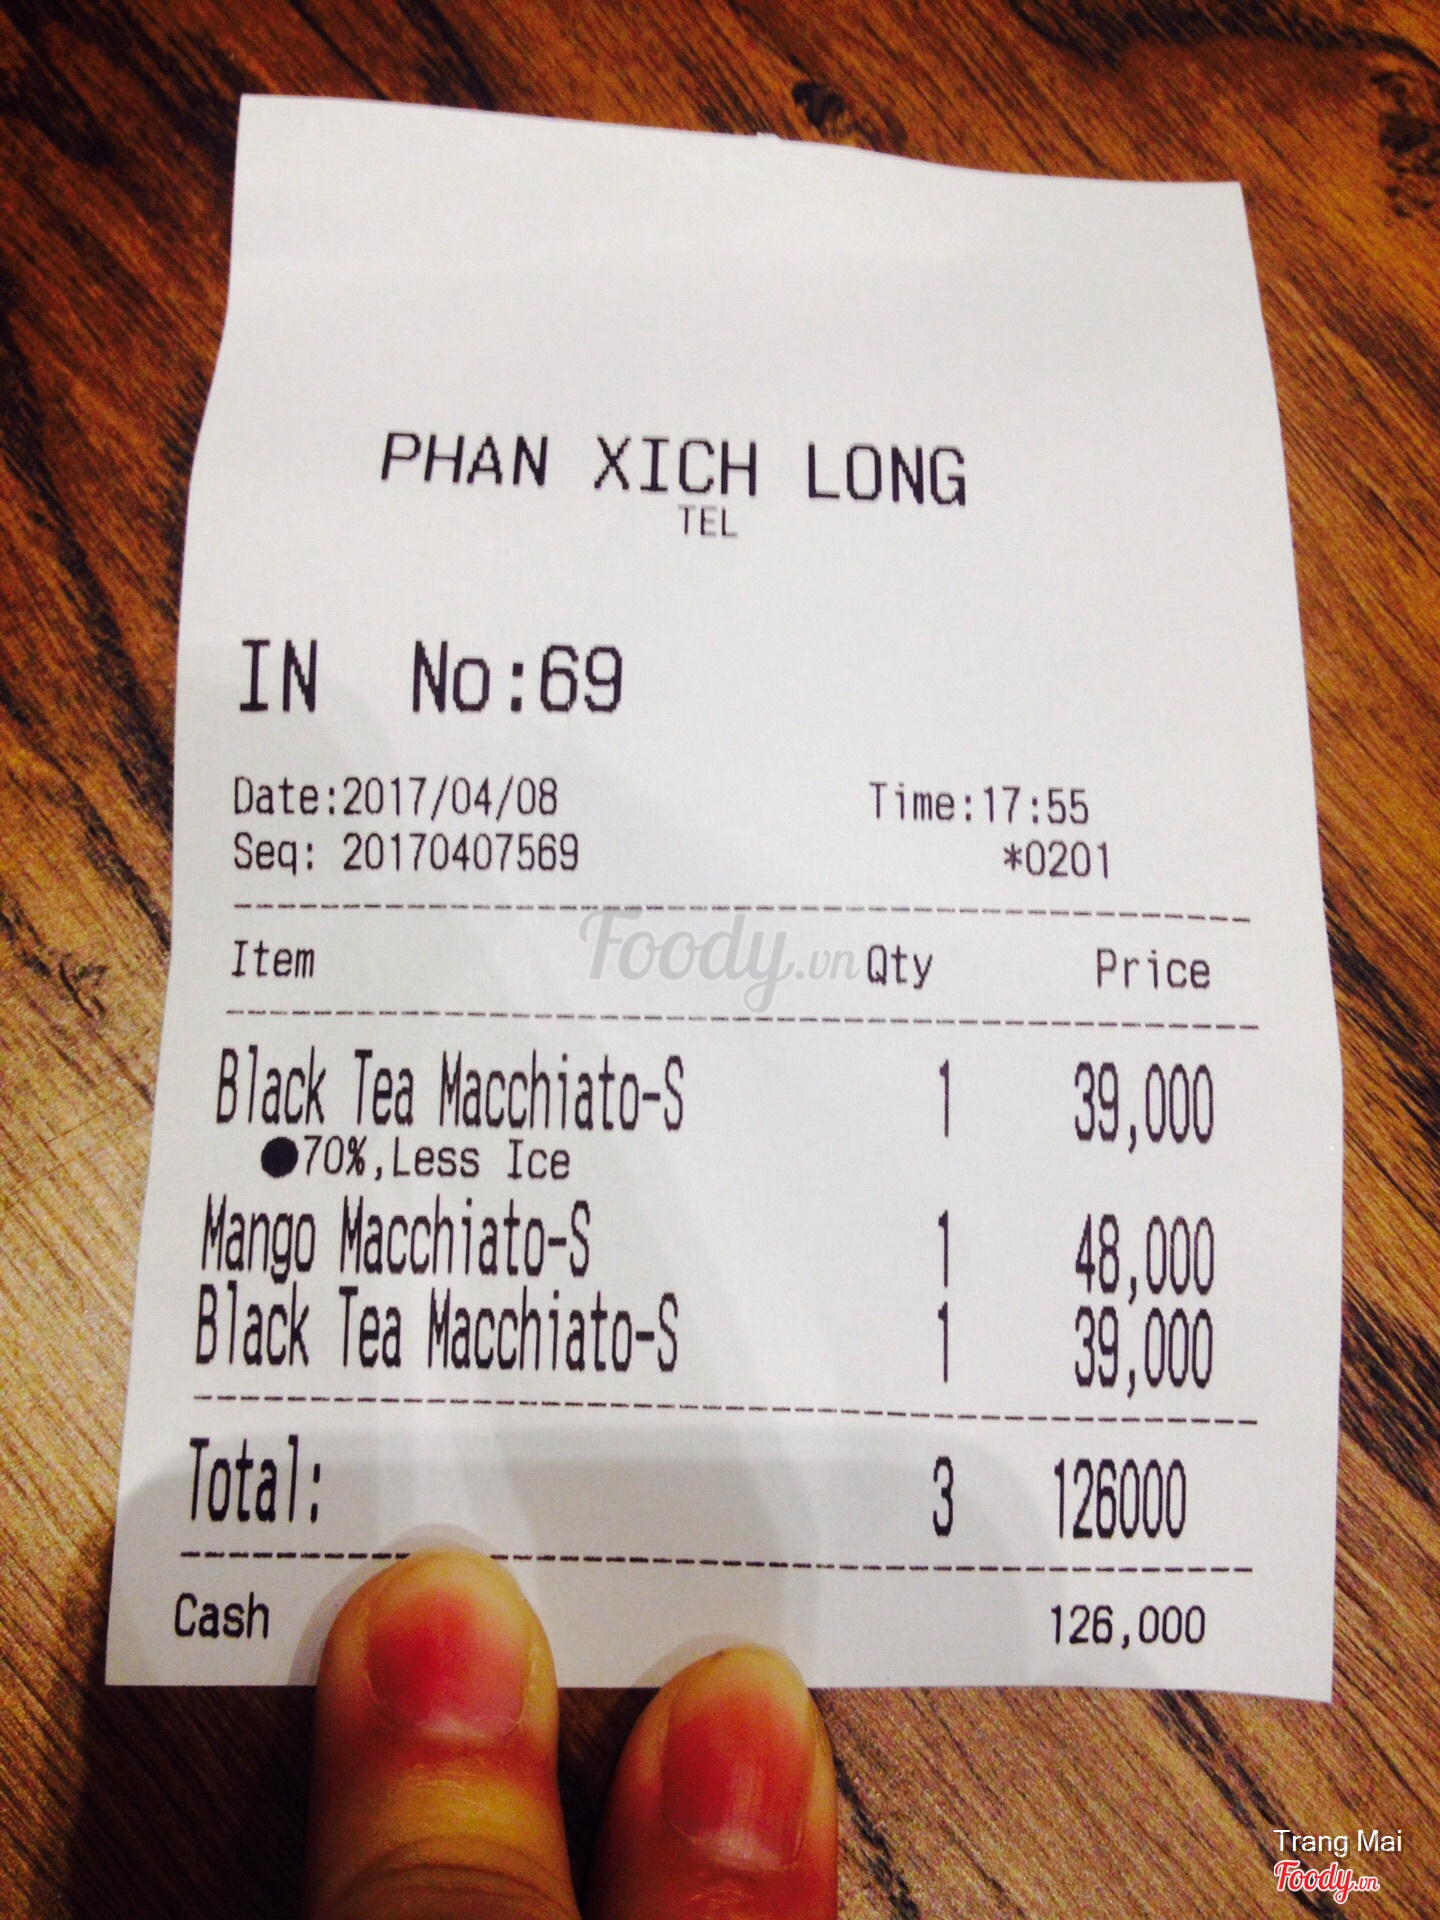 PHAN XICH LONG
TEL
IN No:69
Date:2017/04/08 Time:17:55
Seq: 20170407569 *0201
Foody.vn
Item Qty Price
Black Tea Macchiato-S 1 39,000
●70%,Less Ice
Mango Macchiato-S 1 48,000
Black Tea Macchiato-S 1 39,000
Total: 3 126000
Cash 126,000
Trang Mai
Foody.vn